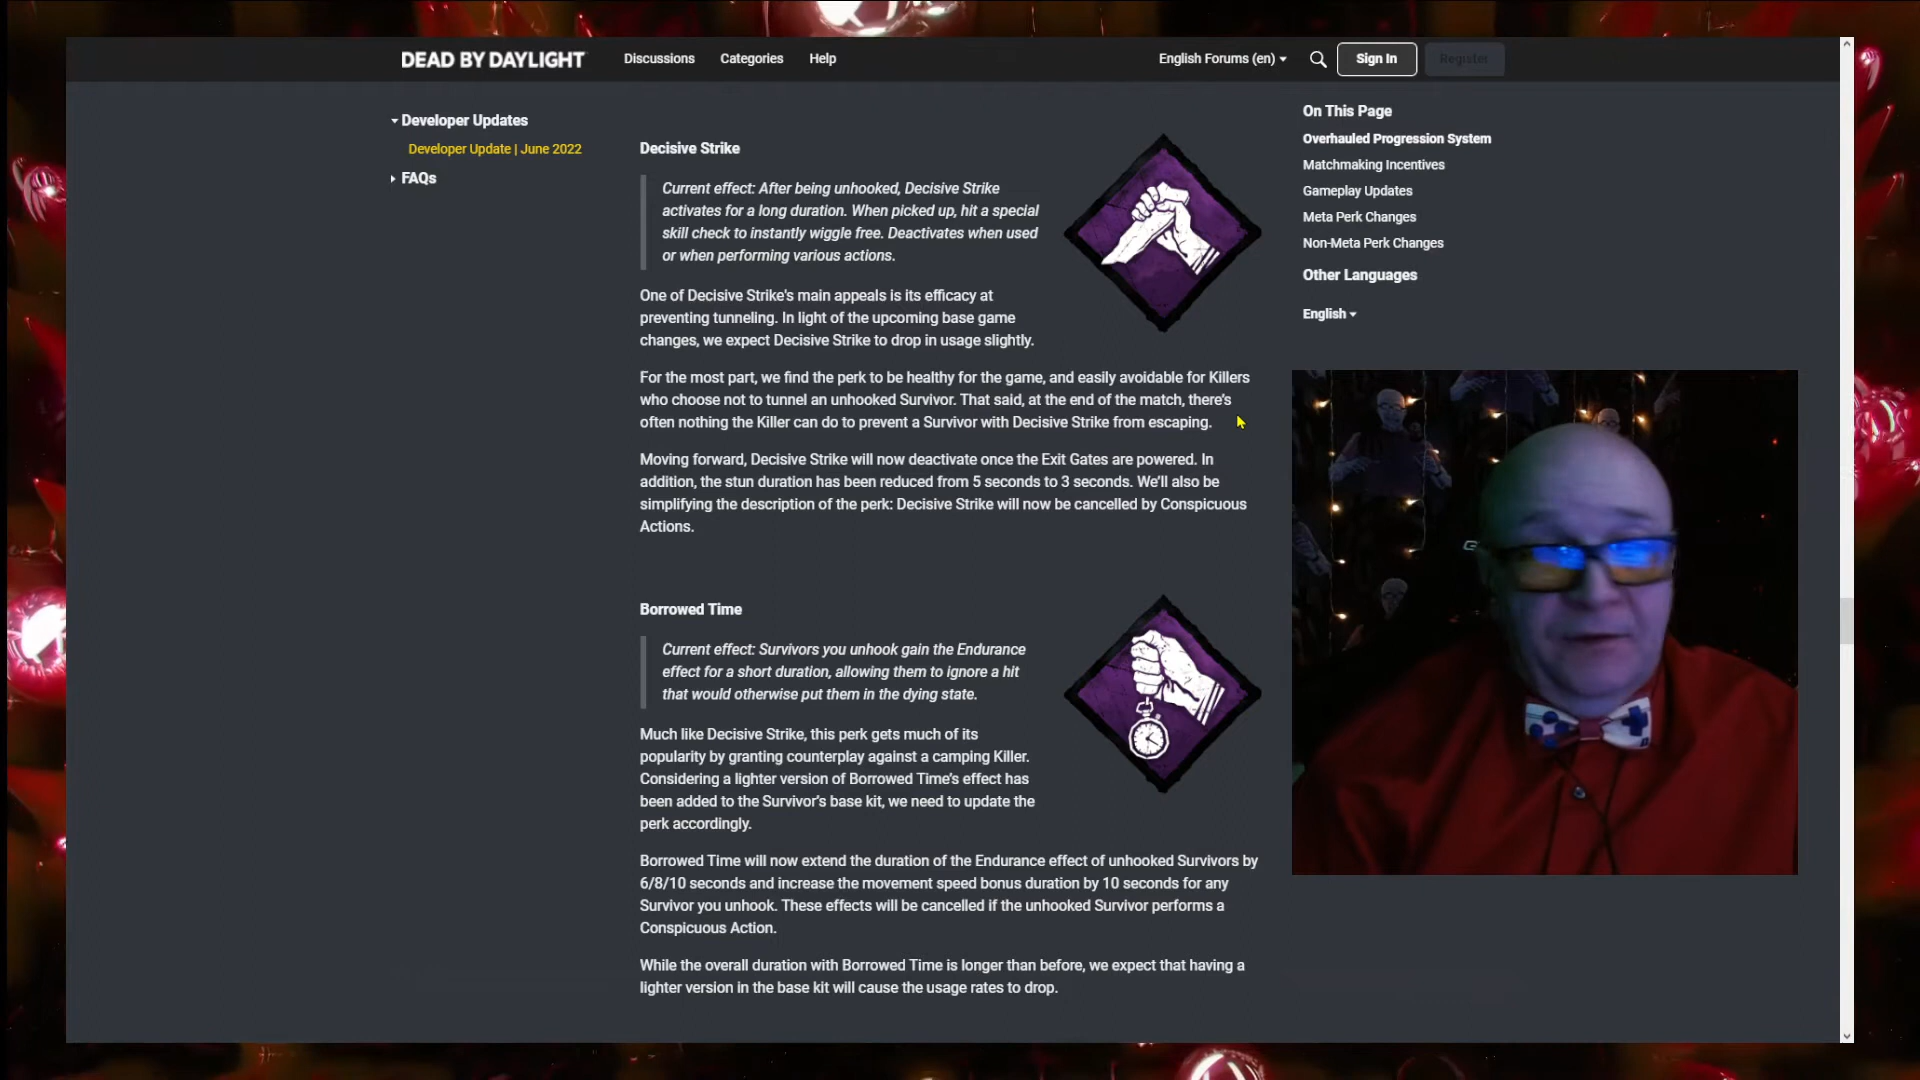 DEAD BY DAYLIGHT
Discussions
Categories
Help
English Forums (en)
Sign In
Register
Developer Updates
Developer Update | June 2022
FAQs
Decisive Strike
Current effect: After being unhooked, Decisive Strike
activates for a long duration. When picked up, hit a special
skill check to instantly wiggle free. Deactivates when used
or when performing various actions.
One of Decisive Strike's main appeals is its efficacy at
preventing tunneling. In light of the upcoming base game
changes, we expect Decisive Strike to drop in usage slightly.
For the most part, we find the perk to be healthy for the game, and easily avoidable for Killers
who choose not to tunnel an unhooked Survivor. That said, at the end of the match, there's
often nothing the Killer can do to prevent a Survivor with Decisive Strike from escaping.
Moving forward, Decisive Strike will now deactivate once the Exit Gates are powered. In
addition, the stun duration has been reduced from 5 seconds to 3 seconds. We'll also be
simplifying the description of the perk: Decisive Strike will now be cancelled by Conspicuous
Actions.
Borrowed Time
Current effect: Survivors you unhook gain the Endurance
effect for a short duration, allowing them to ignore a hit
that would otherwise put them in the dying state.
Much like Decisive Strike, this perk gets much of its
popularity by granting counterplay against a camping Killer.
Considering a lighter version of Borrowed Time's effect has
been added to the Survivor's base kit, we need to update the
perk accordingly.
Borrowed Time will now extend the duration of the Endurance effect of unhooked Survivors by
6/8/10 seconds and increase the movement speed bonus duration by 10 seconds for any
Survivor you unhook. These effects will be cancelled if the unhooked Survivor performs a
Conspicuous Action.
While the overall duration with Borrowed Time is longer than before, we expect that having a
lighter version in the base kit will cause the usage rates to drop.
On This Page
Overhauled Progression System
Matchmaking Incentives
Gameplay Updates
Meta Perk Changes
Non-Meta Perk Changes
Other Languages
English